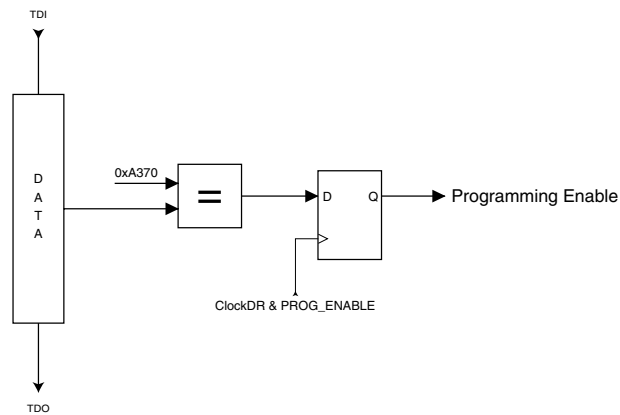 TDI
D
A
T
A
0xA370
=
D Q
Programming Enable
ClockDR & PROG_ENABLE
TDO